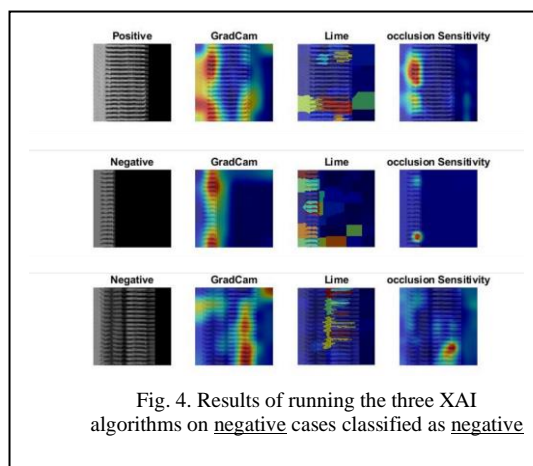 Positive GradCam Lime occlusion Sensitivity
Negative GradCam Lime occlusion Sensitivity
Negative GradCam Lime occlusion Sensitivity
Fig. 4. Results of running the three XAI
algorithms on negative cases classified as negative